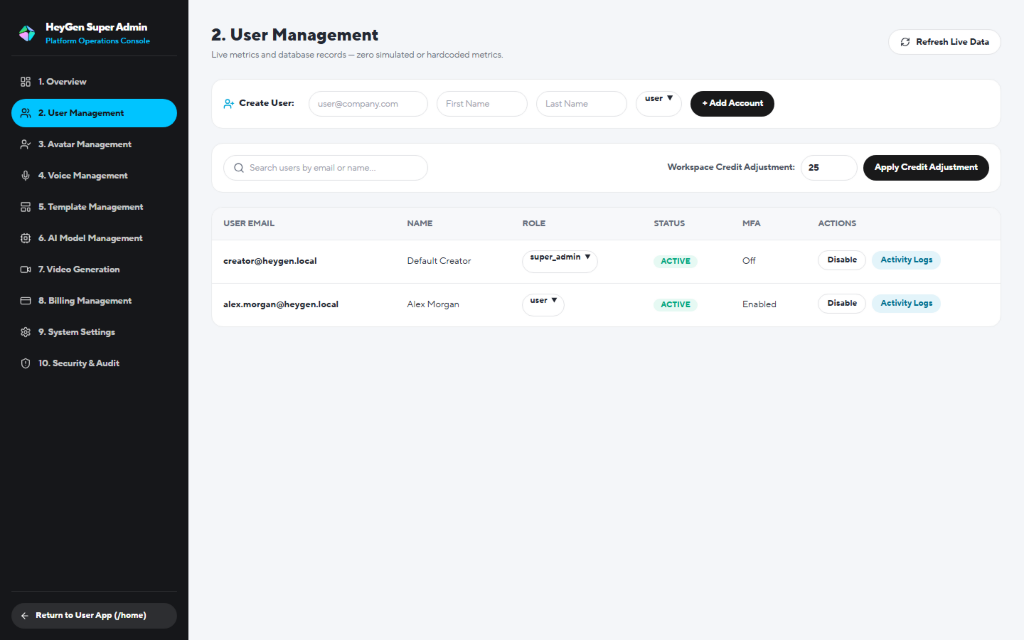 HeyGen Super Admin
Platform Operations Console
1. Overview
2. User Management
3. Avatar Management
4. Voice Management
5. Template Management
6. AI Model Management
7. Video Generation
8. Billing Management
9. System Settings
10. Security & Audit
← Return to User App (/home)
2. User Management
Live metrics and database records — zero simulated or hardcoded metrics.
Refresh Live Data
Create User: user@company.com First Name Last Name user ▼ + Add Account
Search users by email or name... Workspace Credit Adjustment: 25 Apply Credit Adjustment
USER EMAIL NAME ROLE STATUS MFA ACTIONS
creator@heygen.local Default Creator super_admin ▼ ACTIVE Off Disable Activity Logs
alex.morgan@heygen.local Alex Morgan user ▼ ACTIVE Enabled Disable Activity Logs